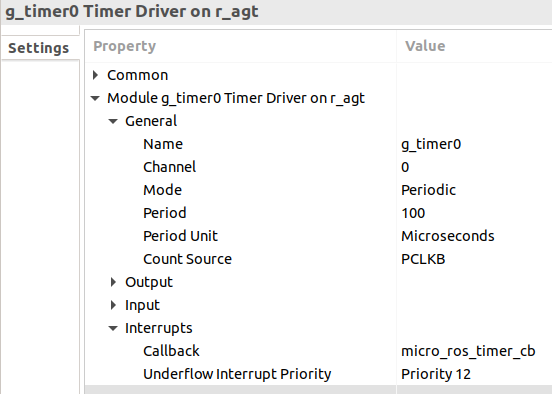 g_timer0 Timer Driver on r_agt
Settings
Property Value
Common
Module g_timer0 Timer Driver on r_agt
General
Name g_timer0
Channel 0
Mode Periodic
Period 100
Period Unit Microseconds
Count Source PCLKB
Output
Input
Interrupts
Callback micro_ros_timer_cb
Underflow Interrupt Priority Priority 12